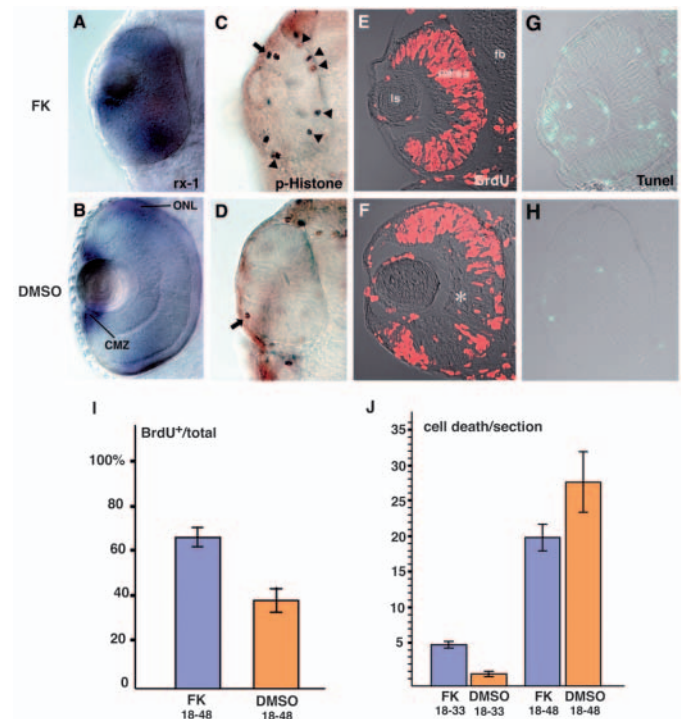 A
C
E
G
FK
ls
fb
rx-1
p-Histone
BrdU
Tunel
B
ONL
D
F
H
DMSO
CMZ
*
I
BrdU⁺/total
100%
80
60
40
20
0
FK
18-48
DMSO
18-48
J
cell death/section
35
30
25
20
15
10
5
FK
18-33
DMSO
18-33
FK
18-48
DMSO
18-48